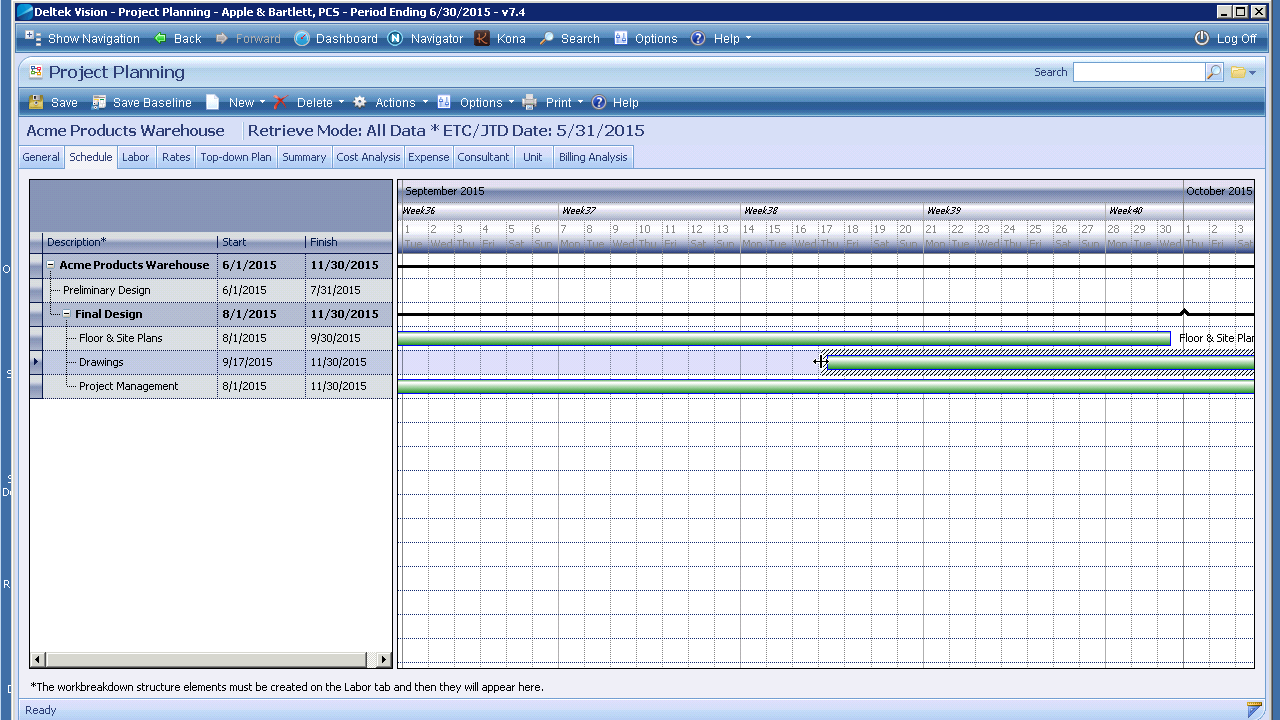 Deltek Vision - Project Planning - Apple & Bartlett, PCS - Period Ending 6/30/2015 - v7.4
Show Navigation Back Forward Dashboard Navigator Kona Search Options Help Log Off
Project Planning Search
Save Save Baseline New Delete Actions Options Print Help
Acme Products Warehouse Retrieve Mode: All Data * ETC/JTD Date: 5/31/2015
General Schedule Labor Rates Top-down Plan Summary Cost Analysis Expense Consultant Unit Billing Analysis
September 2015 October 2015
Week36 Week37 Week38 Week39 Week40
1 2 3 4 5 6 7 8 9 10 11 12 13 14 15 16 17 18 19 20 21 22 23 24 25 26 27 28 29 30 1 2 3
Description* Start Finish Tue Wed Thu Fri Sat Sun Mon Tue Wed Thu Fri Sat Sun Mon Tue Wed Thu Fri Sat Sun Mon Tue Wed Thu Fri Sat Sun Mon Tue Wed Thu Fri Sat
Acme Products Warehouse 6/1/2015 11/30/2015
Preliminary Design 6/1/2015 7/31/2015
Final Design 8/1/2015 11/30/2015
Floor & Site Plans 8/1/2015 9/30/2015 Floor & Site Plan
Drawings 9/17/2015 11/30/2015
Project Management 8/1/2015 11/30/2015
*The workbreakdown structure elements must be created on the Labor tab and then they will appear here.
Ready